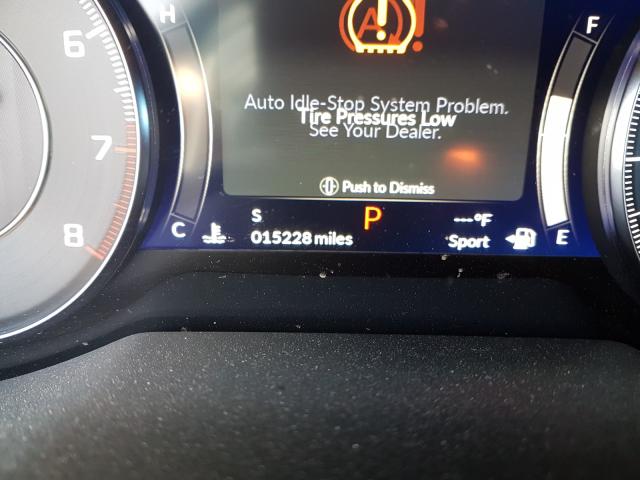 H
F
6
A
!
!
Auto Idle-Stop System Problem.
Tire Pressures Low
See Your Dealer.
7
Push to Dismiss
8
C
S
P
---°F
E
015228 miles
Sport